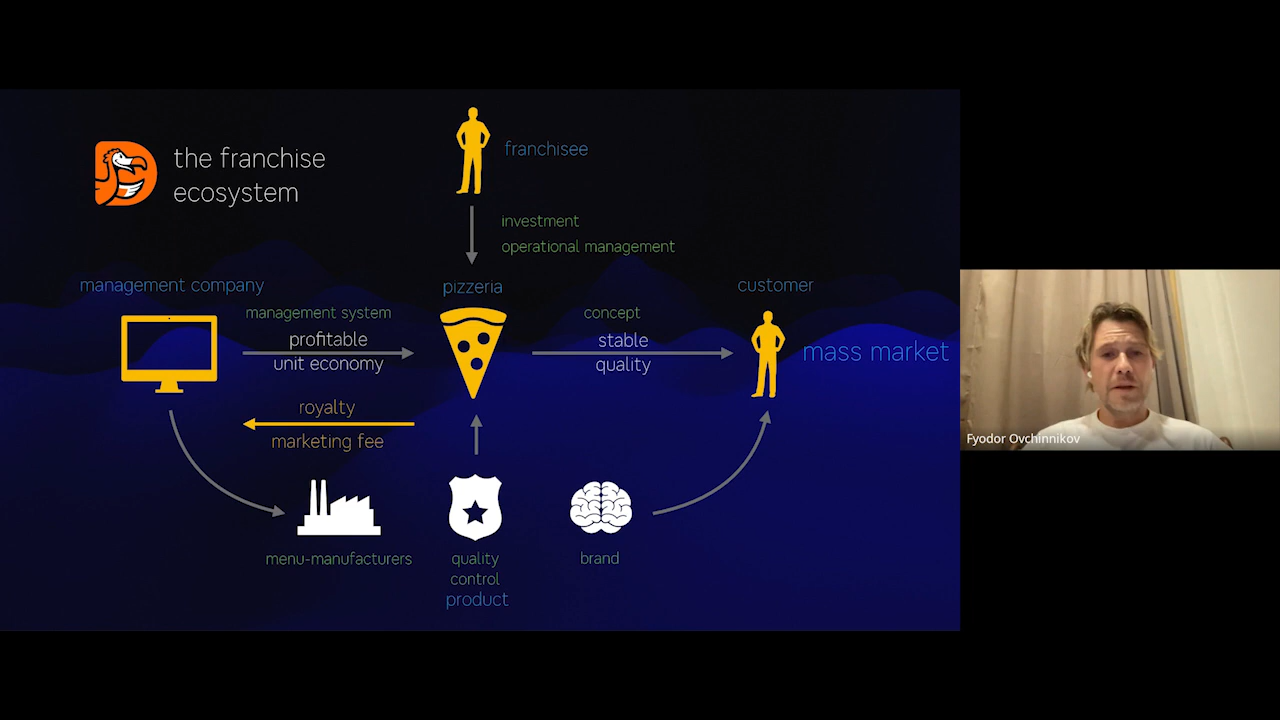 the franchise
ecosystem
franchisee
investment
operational management
management company
pizzeria
customer
management system
profitable
unit economy
concept
stable
quality
mass market
royalty
marketing fee
menu-manufacturers
quality
control
product
brand
Fyodor Ovchinnikov